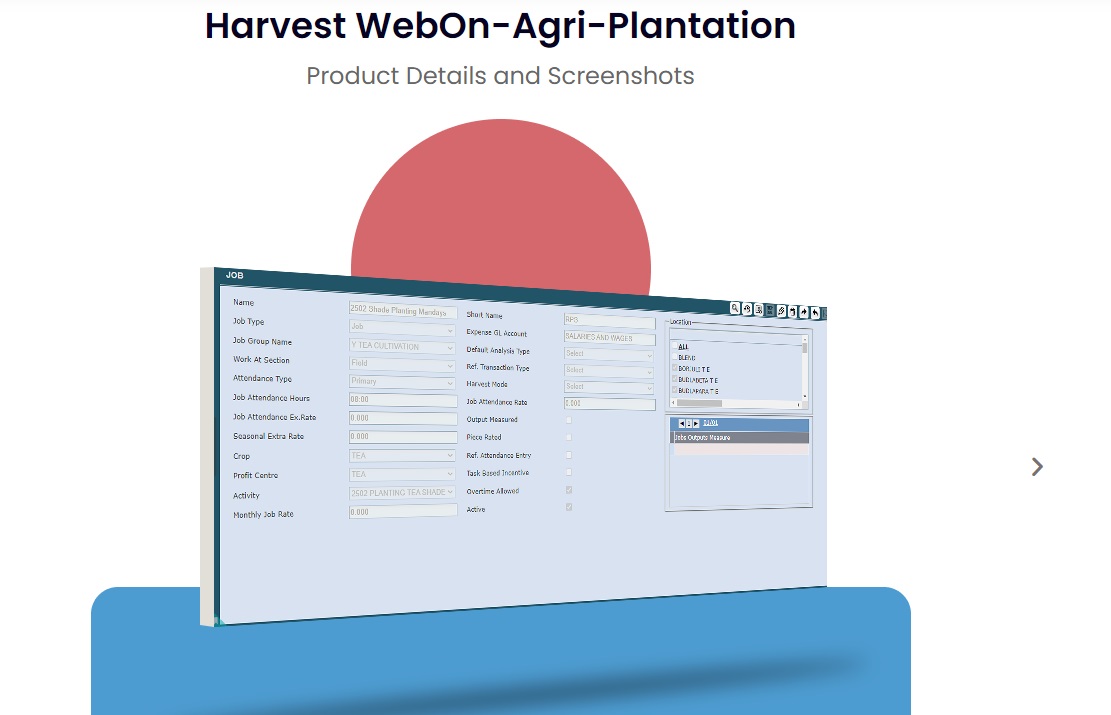 Harvest WebOn-Agri-Plantation
Product Details and Screenshots
JOB
Name
2502 Shade Planting Mandays
Job Type
Job
Job Group Name
Y TEA CULTIVATION
Work At Section
Field
Attendance Type
Primary
Job Attendance Hours
00:00
Job Attendance Ex.Rate
0.000
Seasonal Extra Rate
0.000
Crop
TEA
Profit Centre
TEA
Activity
2502 PLANTING TEA SHADE
Monthly Job Rate
0.000
Short Name
Expense GL Account
SALARIES AND WAGES
Default Analysis Type
Select
Ref. Transaction Type
Select
Harvest Mode
Select
Job Attendance Rate
0.000
Output Measured
Piece Rated
Ref. Attendance Entry
Task Based Incentive
Overtime Allowed
Active
Location
ALL
BLEND
BORJULI T E
BUDLABETA T E
BUDLAPARA T E
1 01/01
Jobs Outputs Measure